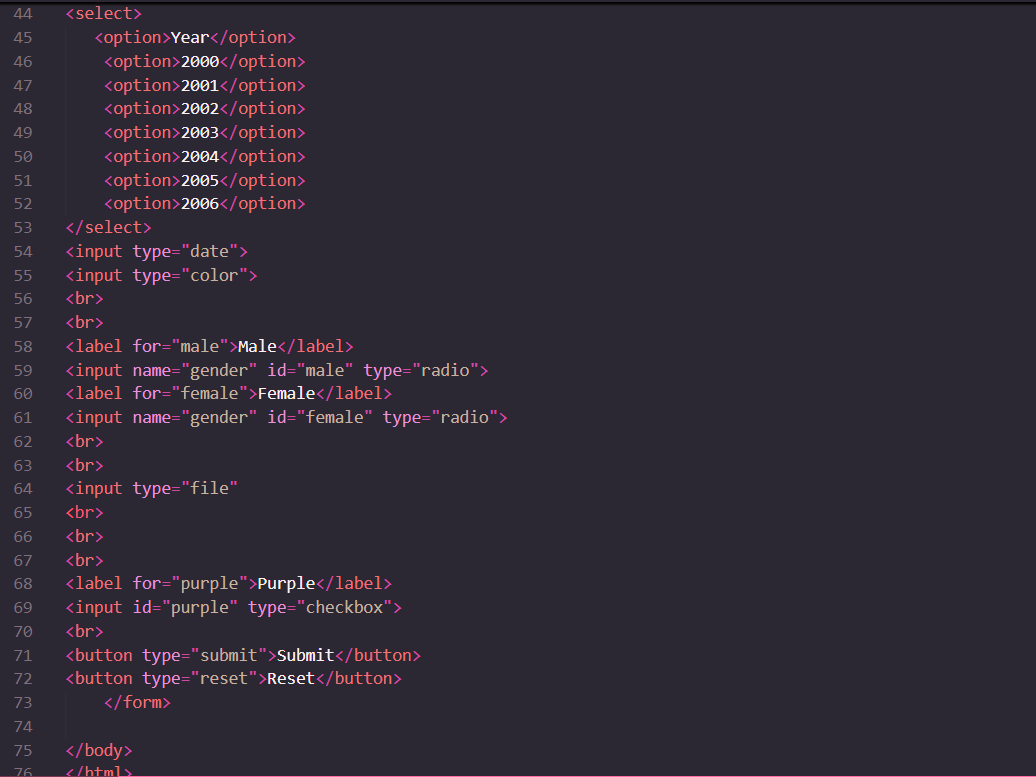 44 <select>
45 <option>Year</option>
46 <option>2000</option>
47 <option>2001</option>
48 <option>2002</option>
49 <option>2003</option>
50 <option>2004</option>
51 <option>2005</option>
52 <option>2006</option>
53 </select>
54 <input type="date">
55 <input type="color">
56 <br>
57 <br>
58 <label for="male">Male</label>
59 <input name="gender" id="male" type="radio">
60 <label for="female">Female</label>
61 <input name="gender" id="female" type="radio">
62 <br>
63 <br>
64 <input type="file"
65 <br>
66 <br>
67 <br>
68 <label for="purple">Purple</label>
69 <input id="purple" type="checkbox">
70 <br>
71 <button type="submit">Submit</button>
72 <button type="reset">Reset</button>
73 </form>
74
75 </body>
76 </html>